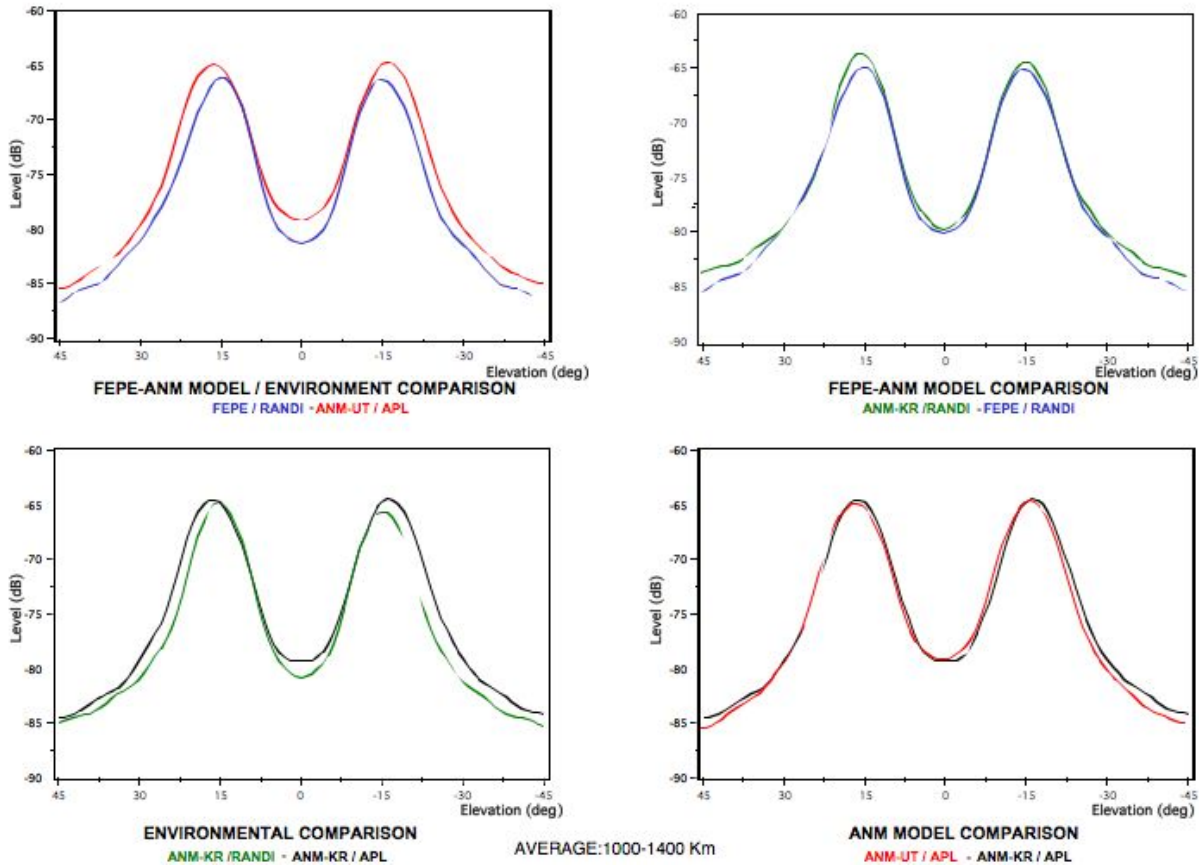 -60
-65
-70
-75
-80
-85
-90
Level (dB)
45 30 15 0 -15 -30 -45
Elevation (deg)
FEPE-ANM MODEL / ENVIRONMENT COMPARISON
FEPE / RANDI - ANM-UT / APL
-60
-65
-70
-75
-80
-85
-90
Level (dB)
45 30 15 0 -15 -30 -45
Elevation (deg)
FEPE-ANM MODEL COMPARISON
ANM-KR /RANDI - FEPE / RANDI
-60
-65
-70
-75
-80
-85
-90
Level (dB)
45 30 15 0 -15 -30 -45
Elevation (deg)
ENVIRONMENTAL COMPARISON
ANM-KR /RANDI - ANM-KR / APL
AVERAGE:1000-1400 Km
-60
-65
-70
-75
-80
-85
-90
Level (dB)
45 30 15 0 -15 -30 -45
Elevation (deg)
ANM MODEL COMPARISON
ANM-UT / APL - ANM-KR / APL